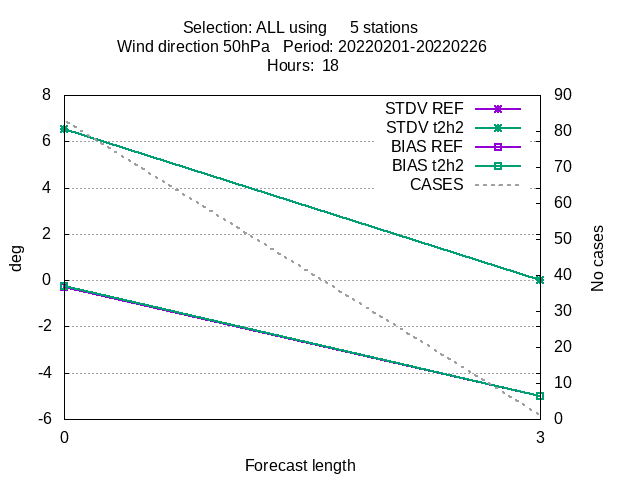 Selection: ALL using     5 stations
Wind direction 50hPa   Period: 20220201-20220226
Hours:  18
8
6
4
2
0
-2
-4
-6
deg
90
80
70
60
50
40
30
20
10
0
No cases
STDV REF
STDV t2h2
BIAS REF
BIAS t2h2
CASES
0
3
Forecast length